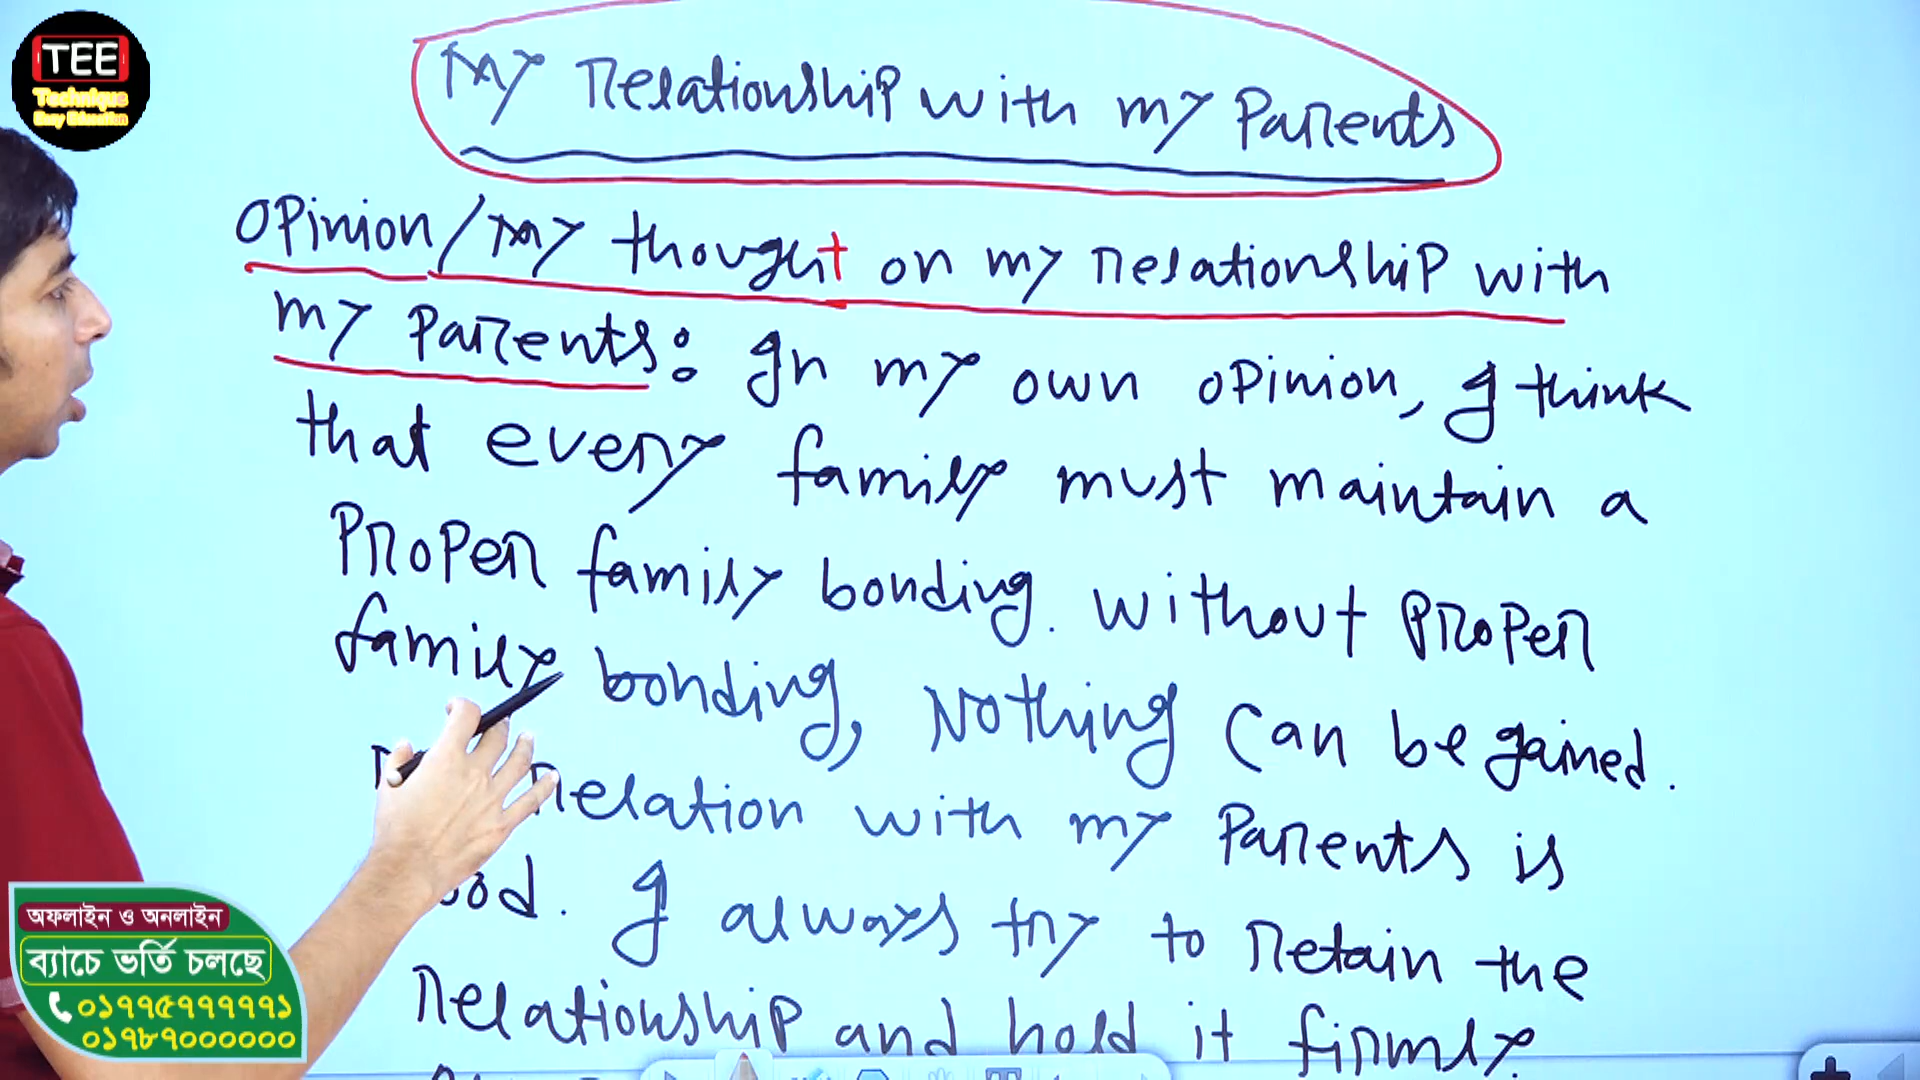 TEE
Technique
Easy Education
My Relationship with my Parents
Opinion/My thought on my relationship with
my parents: In my own opinion, I think
that every family must maintain a
Proper family bonding. without proper
family bonding, Nothing can be gained.
relation with my Parents is
I always try to retain the
relationship and hold it firmly.
অফলাইন ও অনলাইন
ব্যাচে ভর্তি চলছে
০১৭৭৫৭৭৭৭৭১
০১৭৮৭০০০০০০